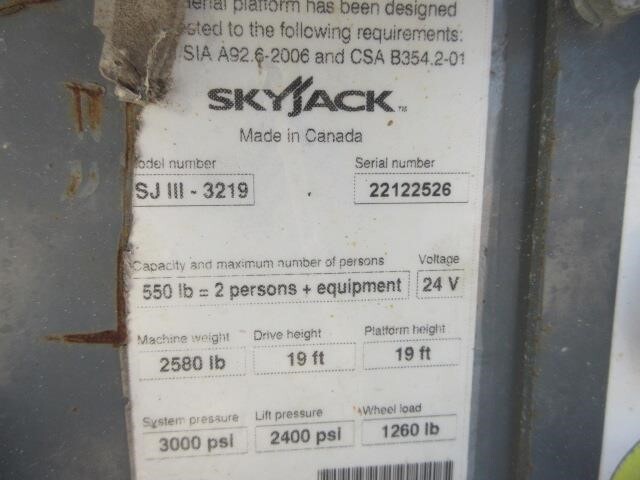 aerial platform has been designed
tested to the following requirements:
SIA A92.6-2006 and CSA B354.2-01
SKYJACK™
Made in Canada
odel number Serial number
SJ III - 3219 22122526
Capacity and maximum number of persons Voltage
550 lb = 2 persons + equipment 24 V
Machine weight Drive height Platform height
2580 lb 19 ft 19 ft
System pressure Lift pressure Wheel load
3000 psi 2400 psi 1260 lb